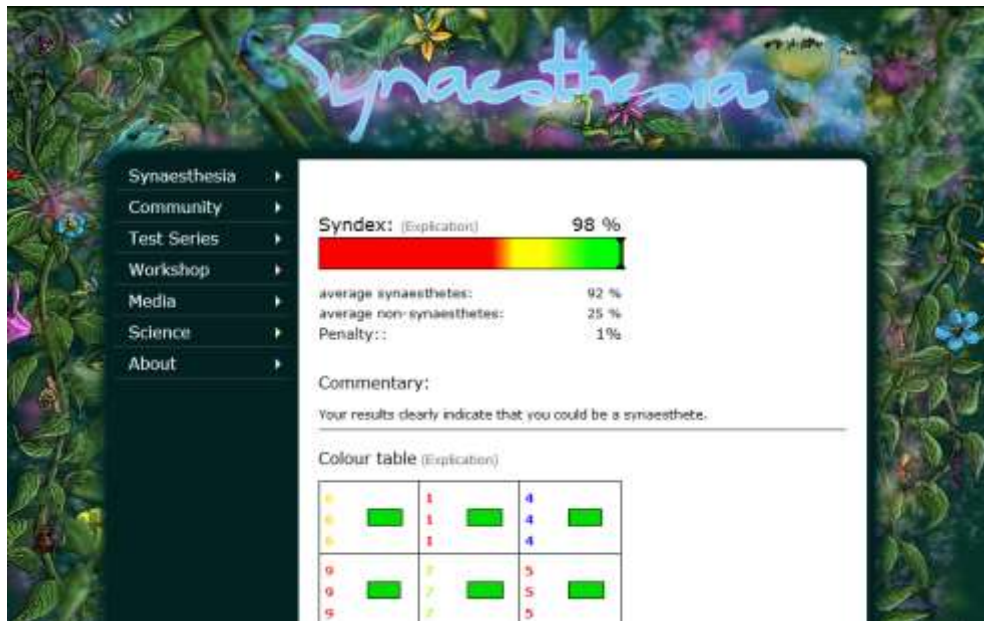 Synaesthesia
Synaesthesia
Community
Test Series
Workshop
Media
Science
About
Syndex: (Explication) 98 %
average synaesthetes: 92 %
average non-synaesthetes: 25 %
Penalty:: 1%
Commentary:
Your results clearly indicate that you could be a synaesthete.
Colour table (Explication)
6 1 4
6 1 4
6 1 4
9 7 5
9 7 5
9 7 5